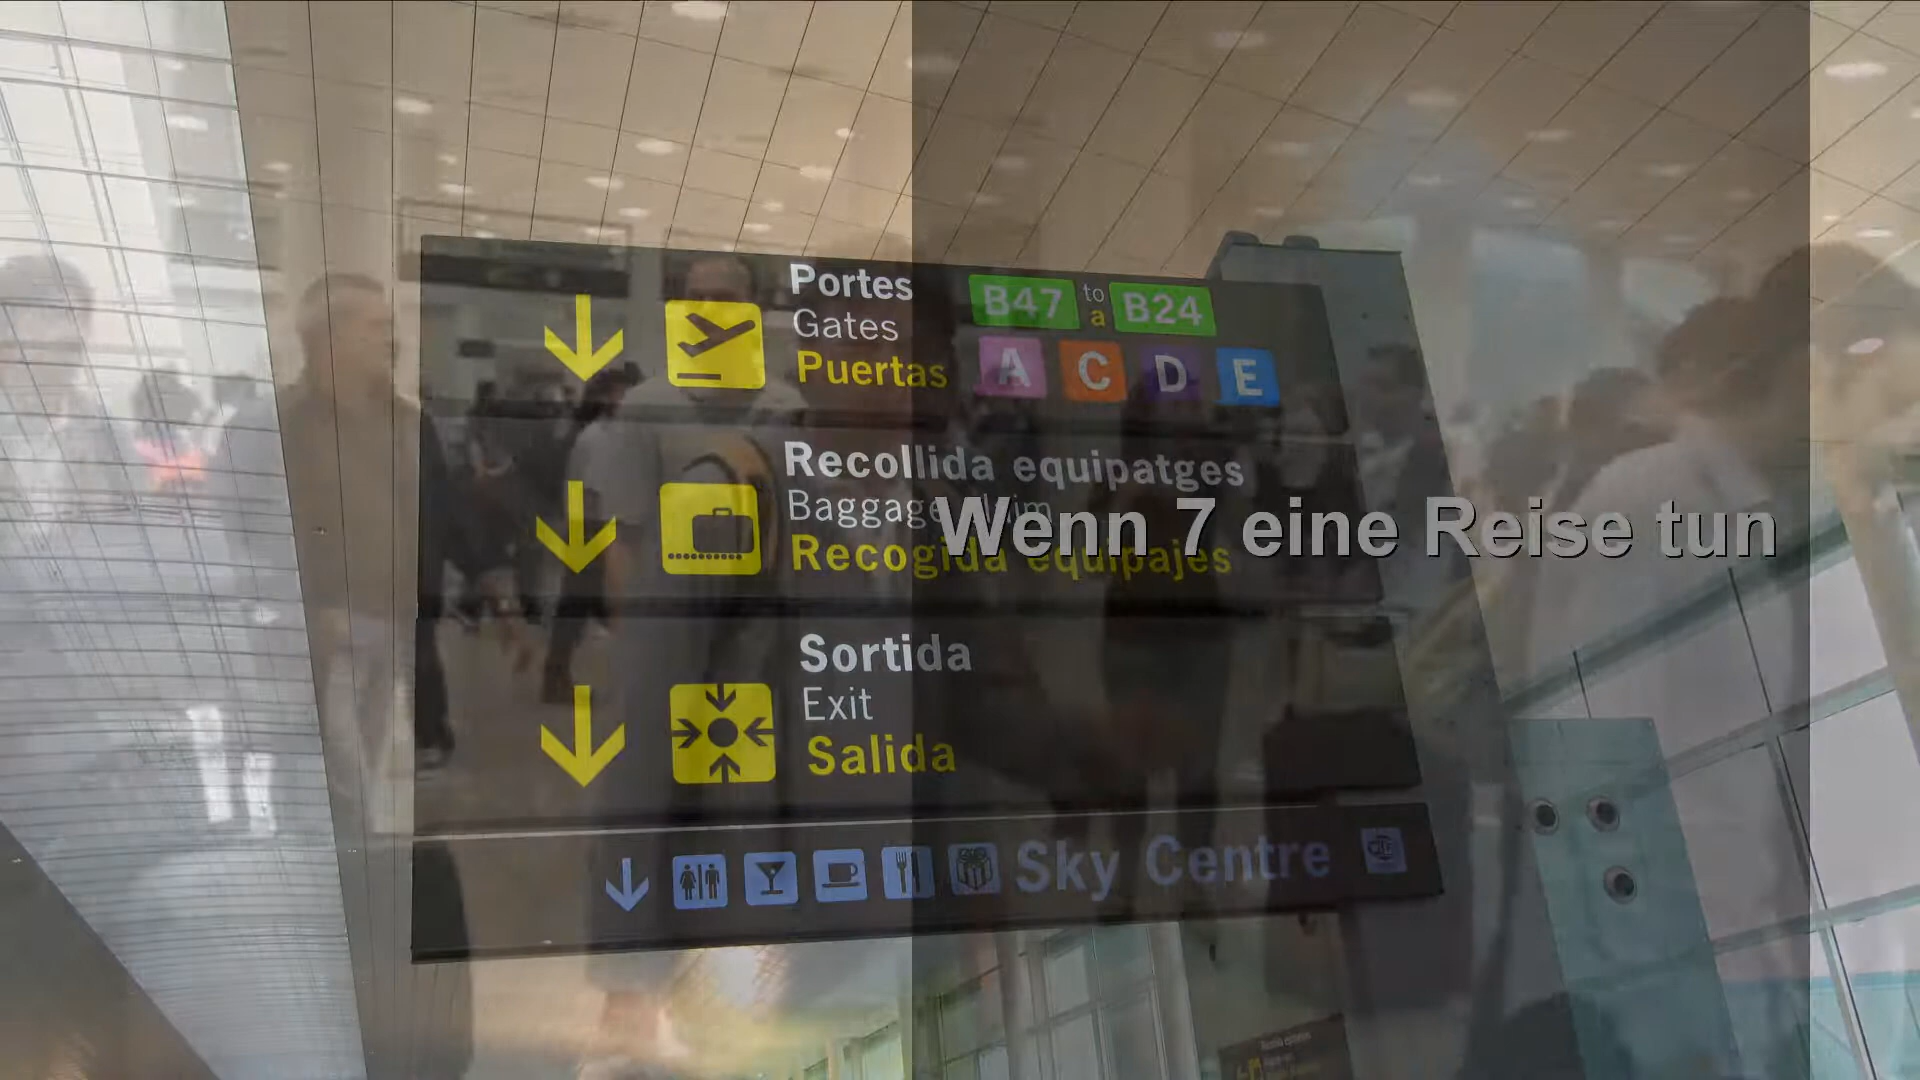 Portes
Gates
Puertas
B47 to
a B24
A C D E
Recollida equipatges
Baggage
Recogida equipajes
Wenn 7 eine Reise tun
Sortida
Exit
Salida
Sky Centre